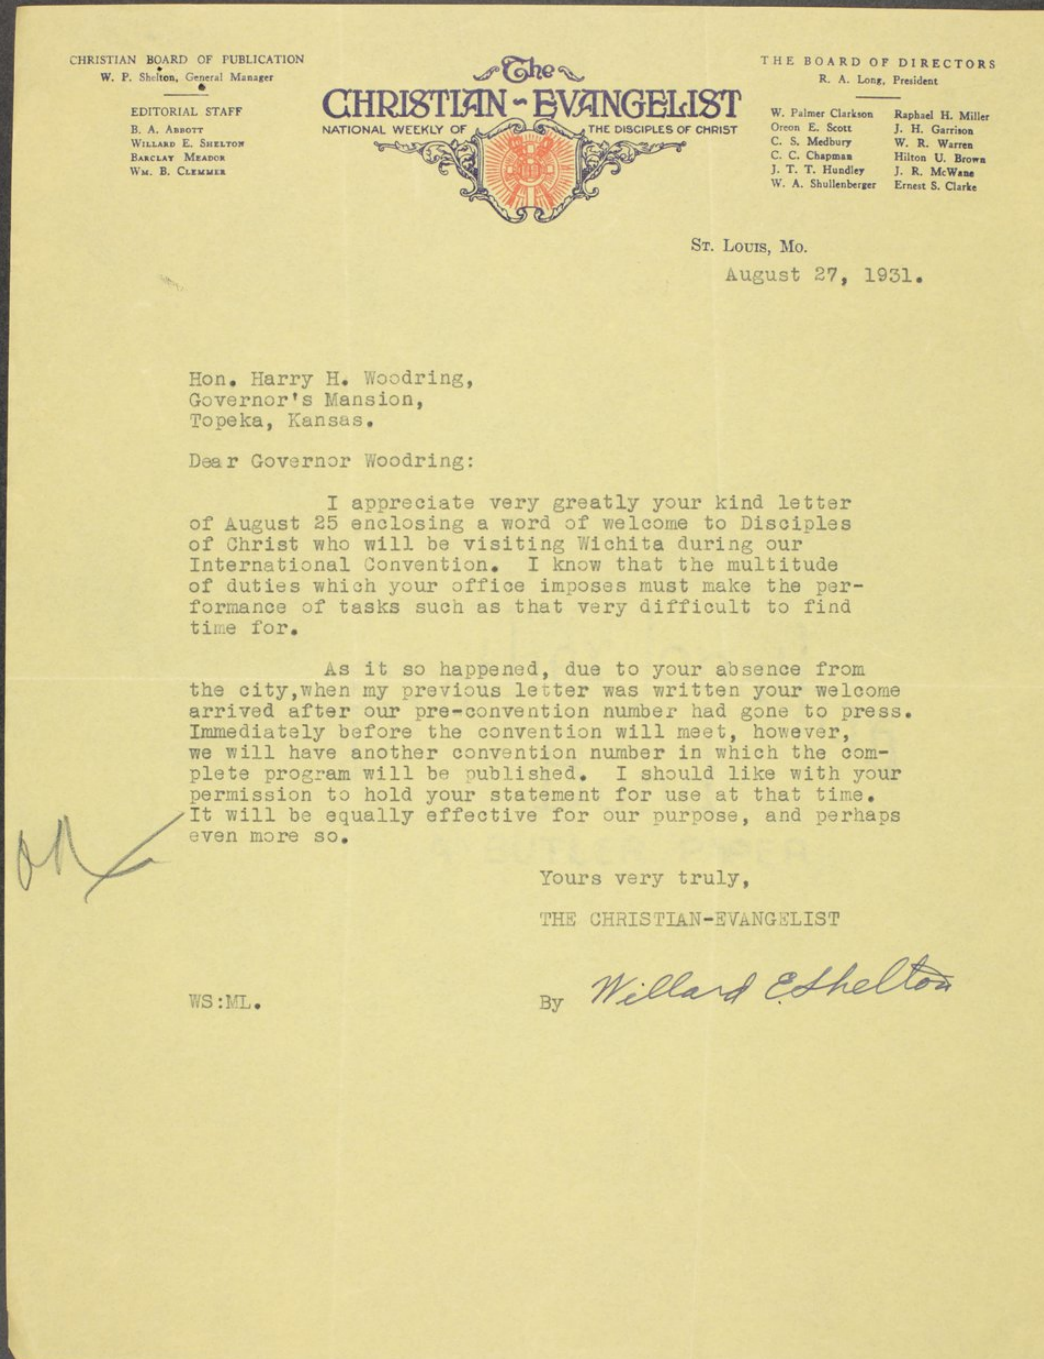 CHRISTIAN BOARD OF PUBLICATION
W. P. Shelton, General Manager
EDITORIAL STAFF
B. A. Abbott
Willard E. Shelton
Barclay Meador
Wm. B. Clemmer
The
CHRISTIAN-EVANGELIST
NATIONAL WEEKLY OF THE DISCIPLES OF CHRIST
THE BOARD OF DIRECTORS
R. A. Long, President
W. Palmer Clarkson
Oreon E. Scott
C. S. Medbury
C. C. Chapman
J. T. T. Hundley
W. A. Shullenberger
Raphael H. Miller
J. H. Garrison
W. R. Warren
Hilton U. Brown
J. R. McWane
Ernest S. Clarke
St. Louis, Mo.
August 27, 1931.
Hon. Harry H. Woodring,
Governor's Mansion,
Topeka, Kansas.
Dear Governor Woodring:
I appreciate very greatly your kind letter
of August 25 enclosing a word of welcome to Disciples
of Christ who will be visiting Wichita during our
International Convention. I know that the multitude
of duties which your office imposes must make the per-
formance of tasks such as that very difficult to find
time for.
As it so happened, due to your absence from
the city,when my previous letter was written your welcome
arrived after our pre-convention number had gone to press.
Immediately before the convention will meet, however,
we will have another convention number in which the com-
plete program will be published. I should like with your
permission to hold your statement for use at that time.
It will be equally effective for our purpose, and perhaps
even more so.
Yours very truly,
THE CHRISTIAN-EVANGELIST
WS:ML.
By Willard E. Shelton